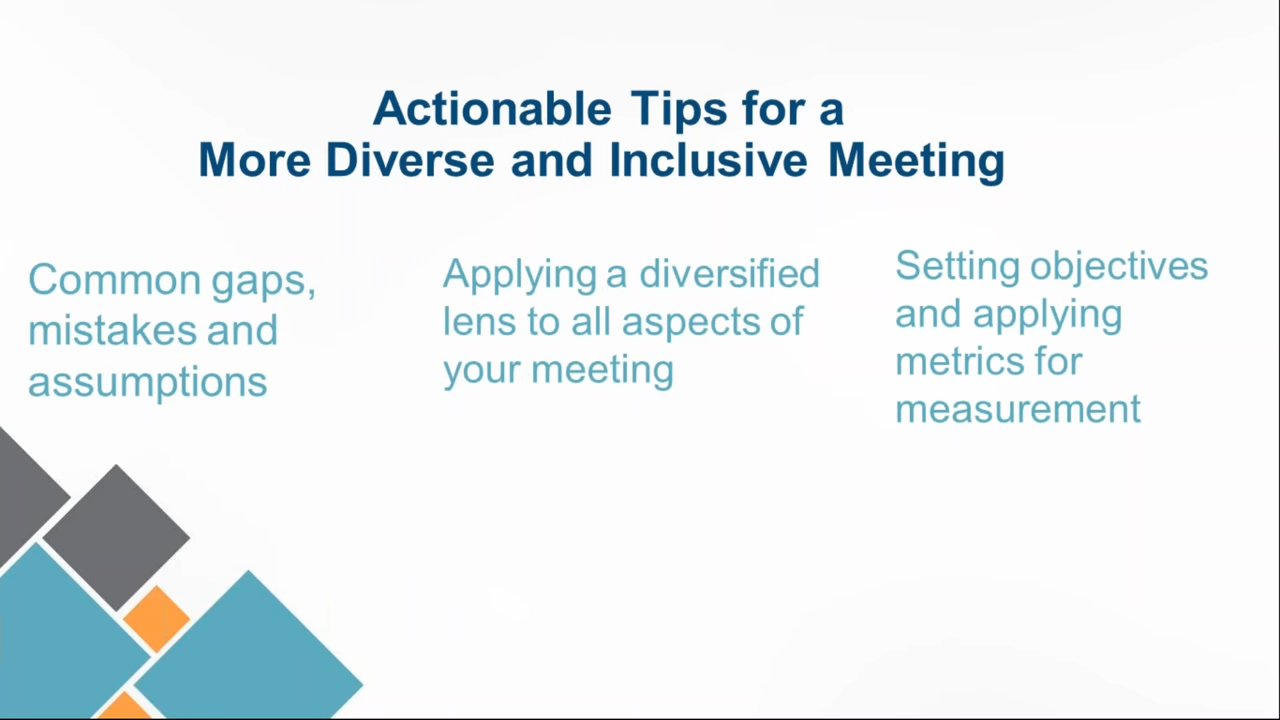 Actionable Tips for a
More Diverse and Inclusive Meeting
Common gaps,
mistakes and
assumptions
Applying a diversified
lens to all aspects of
your meeting
Setting objectives
and applying
metrics for
measurement